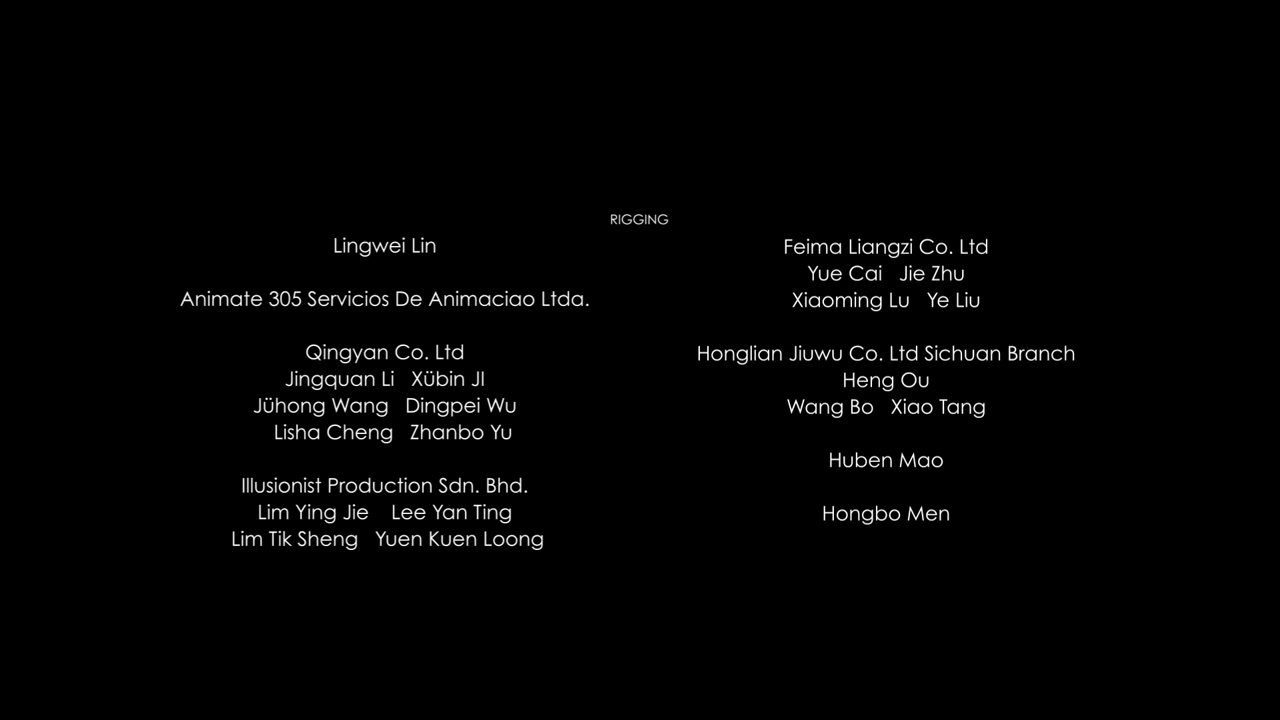 RIGGING
Lingwei Lin
Animate 305 Servicios De Animaciao Ltda.
Qingyan Co. Ltd
Jingquan Li   Xübin JI
Jühong Wang   Dingpei Wu
Lisha Cheng   Zhanbo Yu
Illusionist Production Sdn. Bhd.
Lim Ying Jie   Lee Yan Ting
Lim Tik Sheng   Yuen Kuen Loong
Feima Liangzi Co. Ltd
Yue Cai   Jie Zhu
Xiaoming Lu   Ye Liu
Honglian Jiuwu Co. Ltd Sichuan Branch
Heng Ou
Wang Bo   Xiao Tang
Huben Mao
Hongbo Men